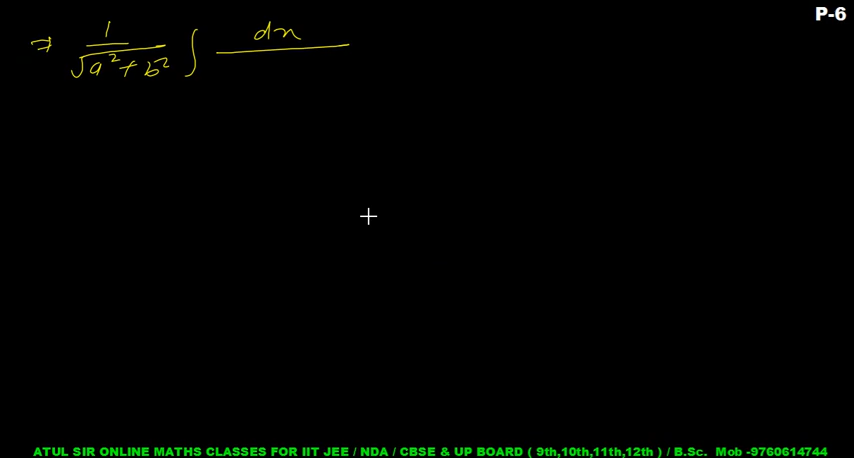 P-6
⇒ 1/√(a²+b²) ∫ dx
ATUL SIR ONLINE MATHS CLASSES FOR IIT JEE / NDA / CBSE & UP BOARD ( 9th,10th,11th,12th ) / B.Sc. Mob -9760614744